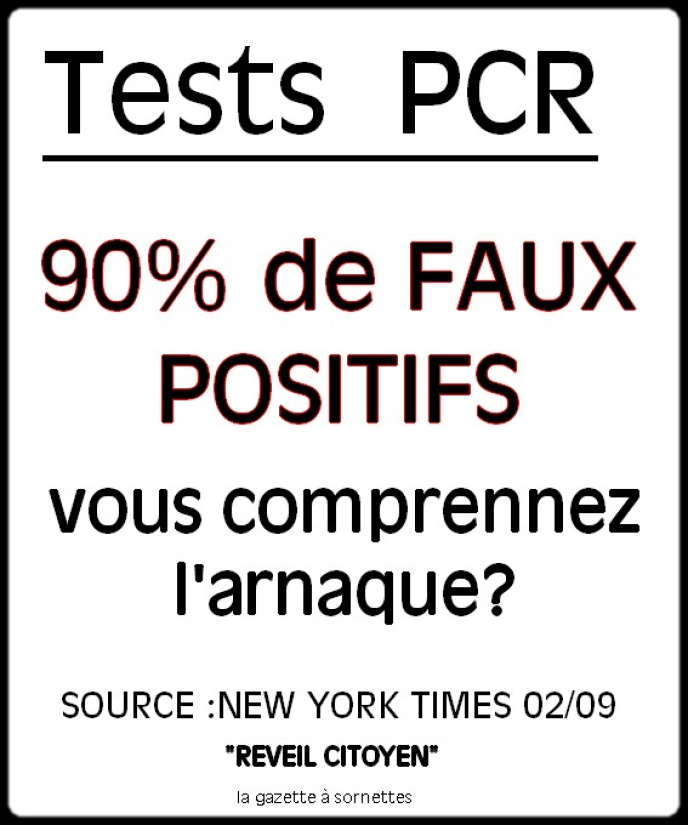 Tests PCR
90% de FAUX
POSITIFS
vous comprennez
l'arnaque?
SOURCE :NEW YORK TIMES 02/09
"REVEIL CITOYEN"
la gazette à sornettes